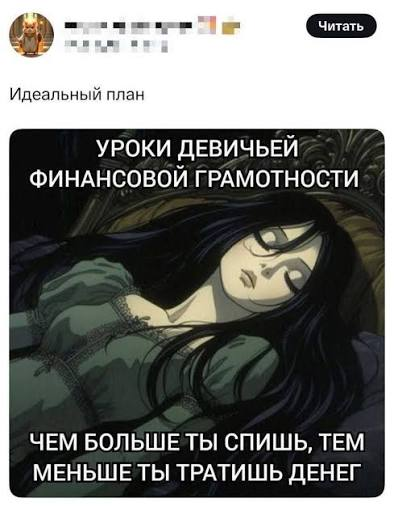 Читать
Идеальный план
УРОКИ ДЕВИЧЬЕЙ
ФИНАНСОВОЙ ГРАМОТНОСТИ
ЧЕМ БОЛЬШЕ ТЫ СПИШЬ, ТЕМ
МЕНЬШЕ ТЫ ТРАТИШЬ ДЕНЕГ